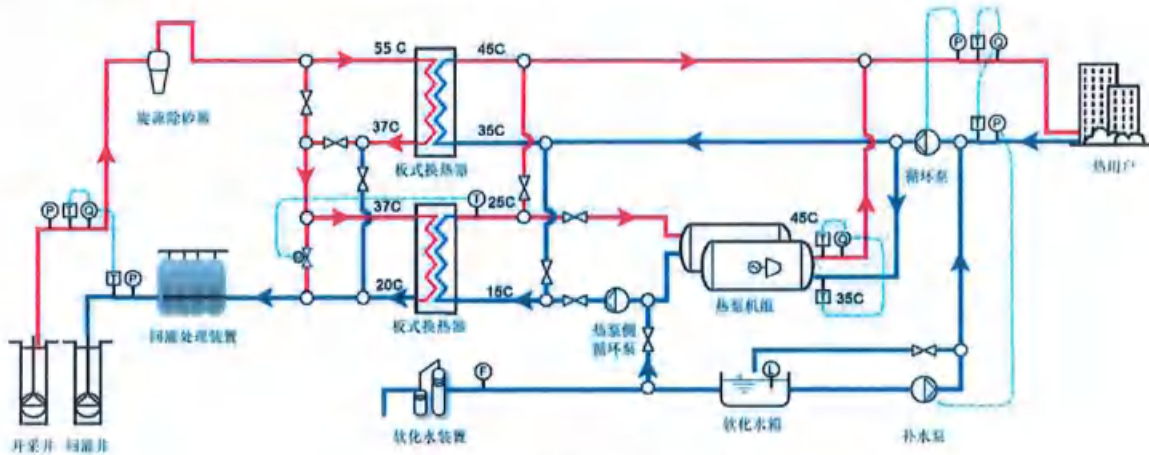 55 C
45C
P
T
Q
旋流除砂器
37C
35C
T
P
板式换热器
循环泵
热用户
P
T
Q
37C
T
25C
45C
T
Q
T
P
20C
15C
T
35C
回灌处理装置
板式换热器
热泵侧
循环泵
热泵机组
F
L
开采井
回灌井
软化水装置
软化水箱
补水泵